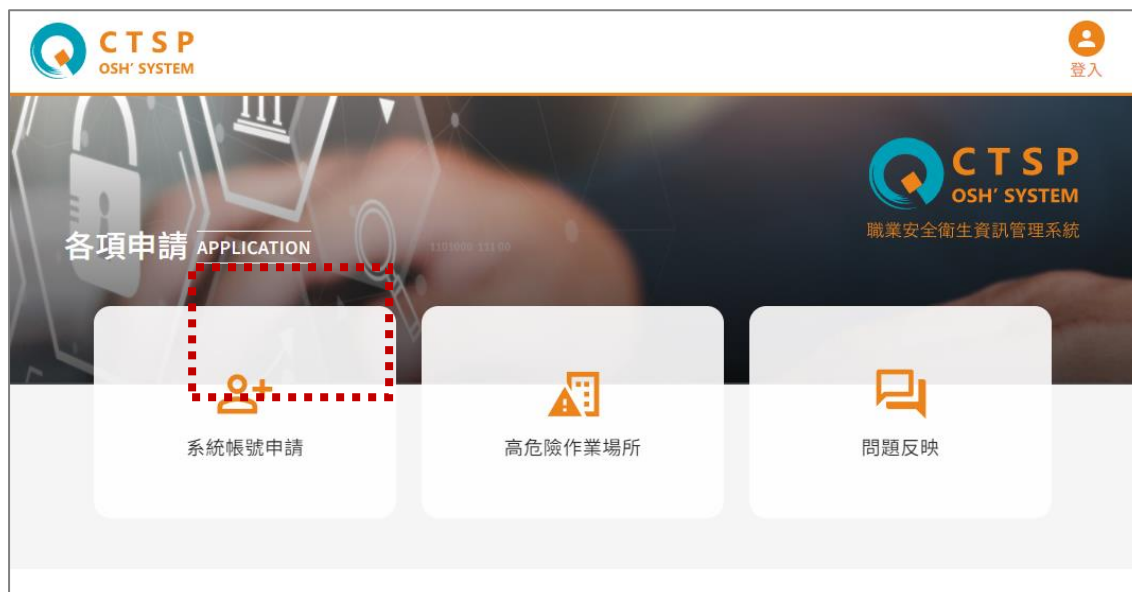 CTSP
OSH' SYSTEM
登入
CTSP
OSH' SYSTEM
職業安全衛生資訊管理系統
各項申請 APPLICATION
系統帳號申請
高危險作業場所
問題反映